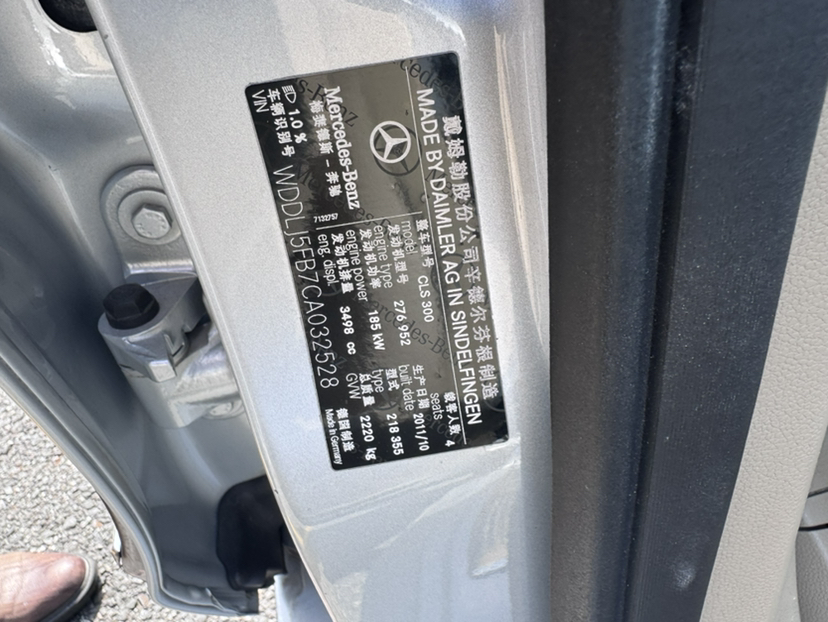 戴姆勒股份公司辛德尔芬根制造
MADE BY DAIMLER AG IN SINDELFINGEN
整车型号 CLS 300
model
乘客人数 4
seats
发动机型号 276 952
engine type
生产日期 2011/10
built date
发动机功率 185 kW
engine power
型式 218 355
type
发动机排量 3498 cc
eng. displ.
总质量 2220 kg
GVW
Mercedes-Benz
梅赛德斯-奔驰
7132757
1.0 %
车辆识别号 WDDLJ5FB7CA032528
VIN
德国制造
Made in Germany